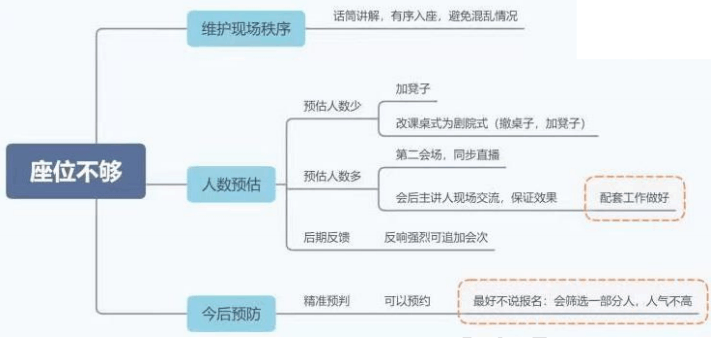 座位不够
维护现场秩序
话筒讲解，有序入座，避免混乱情况
人数预估
预估人数少
加凳子
改课桌式为剧院式（撤桌子，加凳子）
预估人数多
第二会场，同步直播
会后主讲人现场交流，保证效果
配套工作做好
后期反馈
反响强烈可追加会次
今后预防
精准预判
可以预约
最好不说报名：会筛选一部分人，人气不高